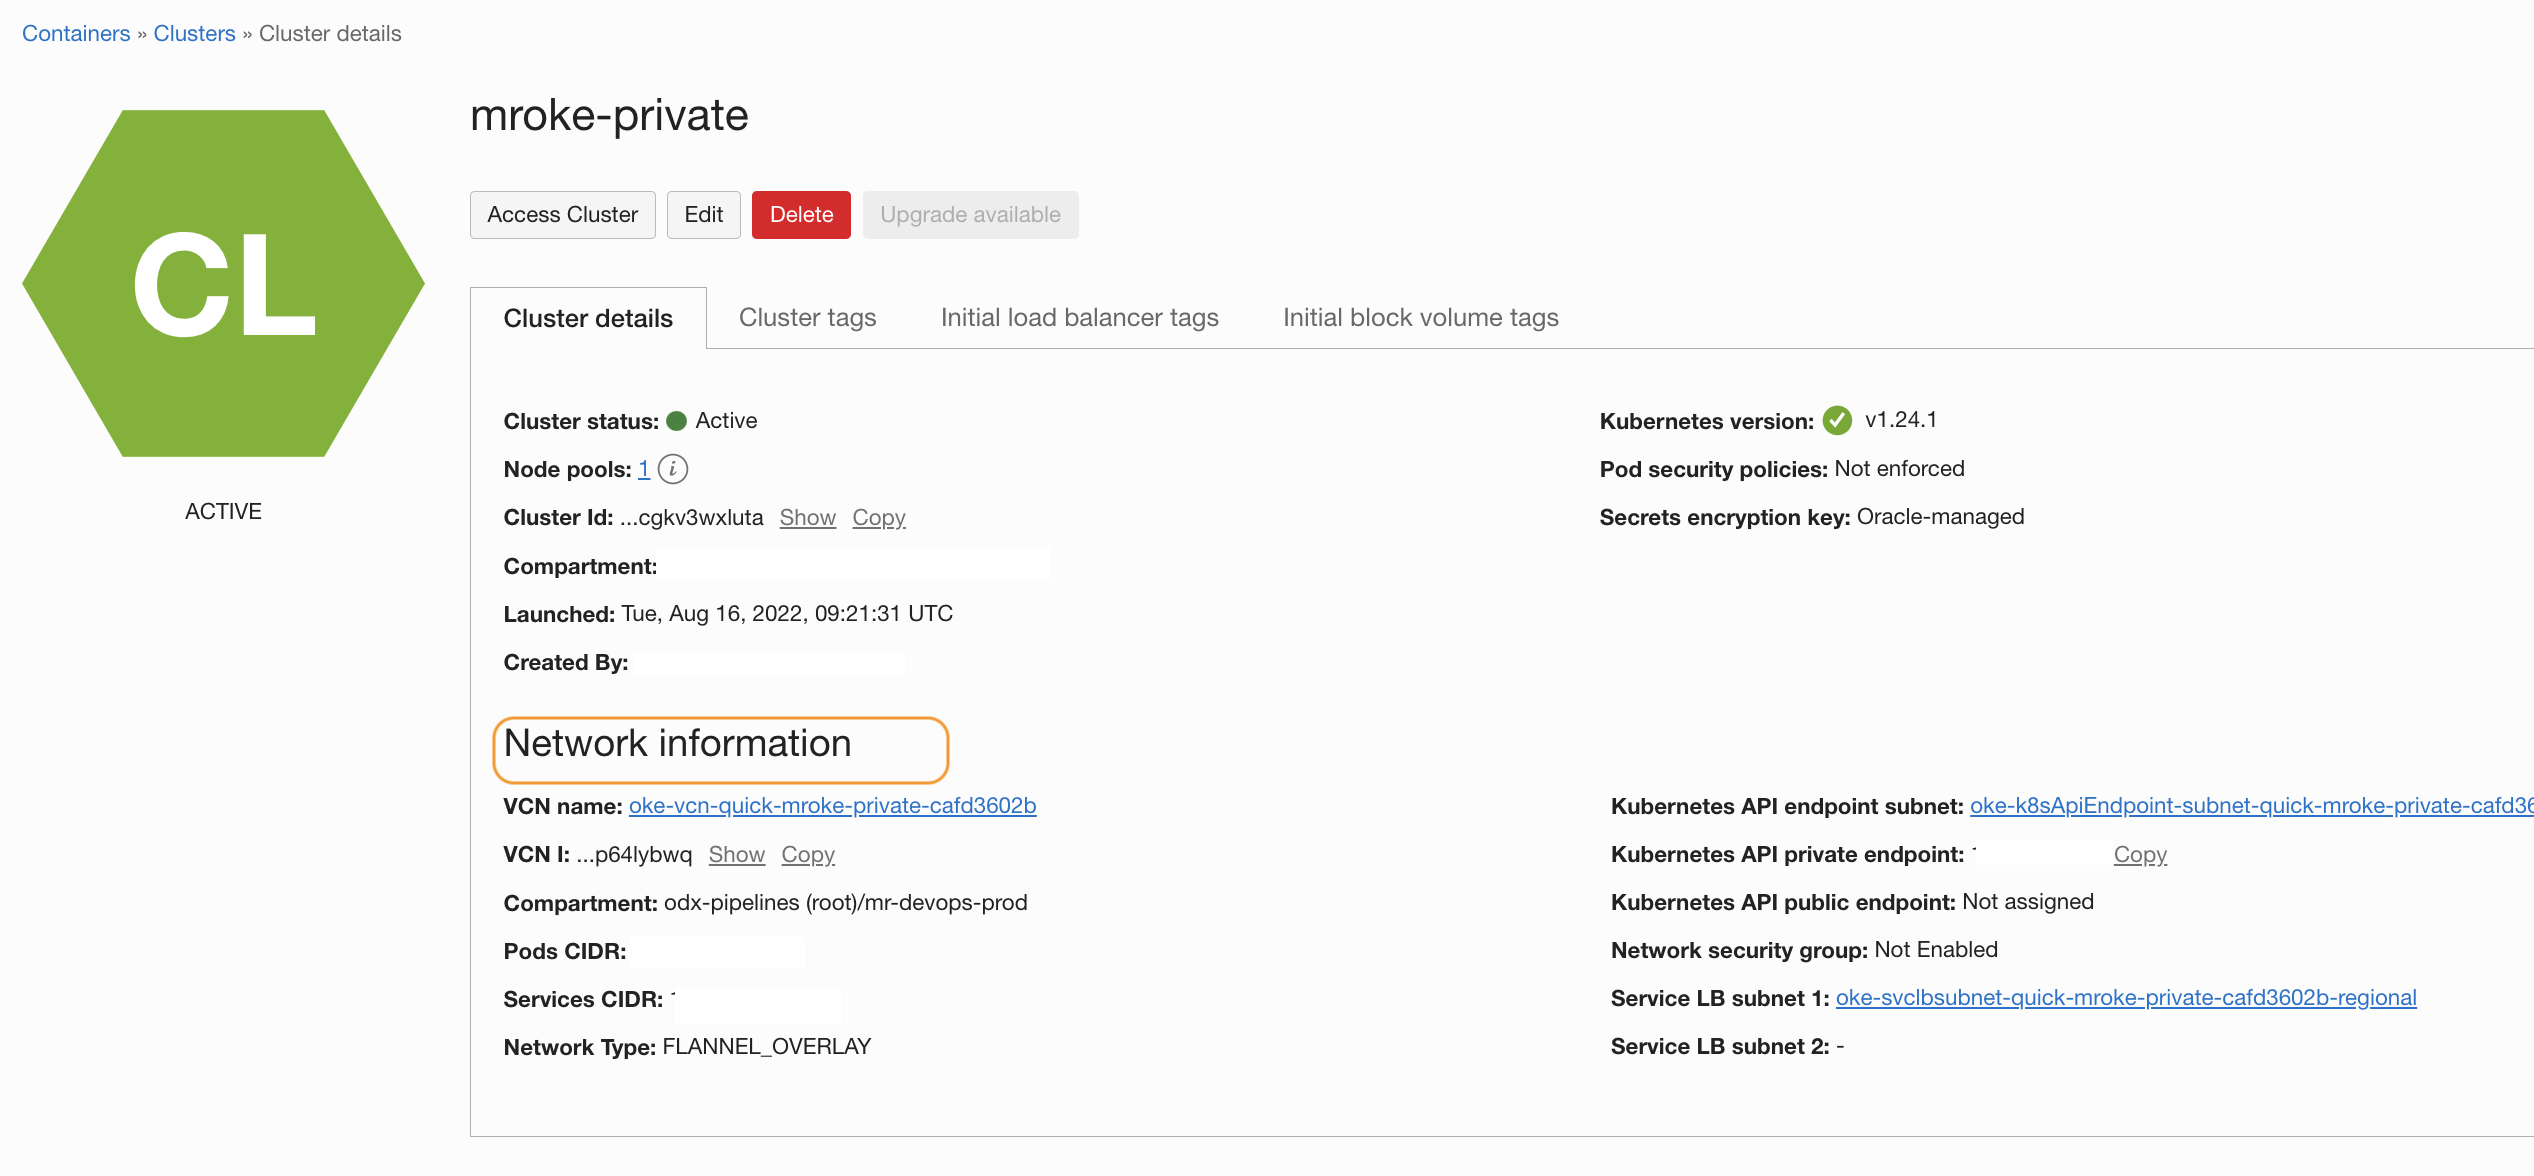 Containers » Clusters » Cluster details
CL
ACTIVE
mroke-private
Access Cluster Edit Delete Upgrade available
Cluster details Cluster tags Initial load balancer tags Initial block volume tags
Cluster status: Active
Node pools: 1 i
Cluster Id: ...cgkv3wxluta Show Copy
Compartment:
Launched: Tue, Aug 16, 2022, 09:21:31 UTC
Created By:
Kubernetes version: v1.24.1
Pod security policies: Not enforced
Secrets encryption key: Oracle-managed
Network information
VCN name: oke-vcn-quick-mroke-private-cafd3602b
VCN I: ...p64lybwq Show Copy
Compartment: odx-pipelines (root)/mr-devops-prod
Pods CIDR:
Services CIDR:
Network Type: FLANNEL_OVERLAY
Kubernetes API endpoint subnet: oke-k8sApiEndpoint-subnet-quick-mroke-private-cafd36
Kubernetes API private endpoint: Copy
Kubernetes API public endpoint: Not assigned
Network security group: Not Enabled
Service LB subnet 1: oke-svclbsubnet-quick-mroke-private-cafd3602b-regional
Service LB subnet 2: -